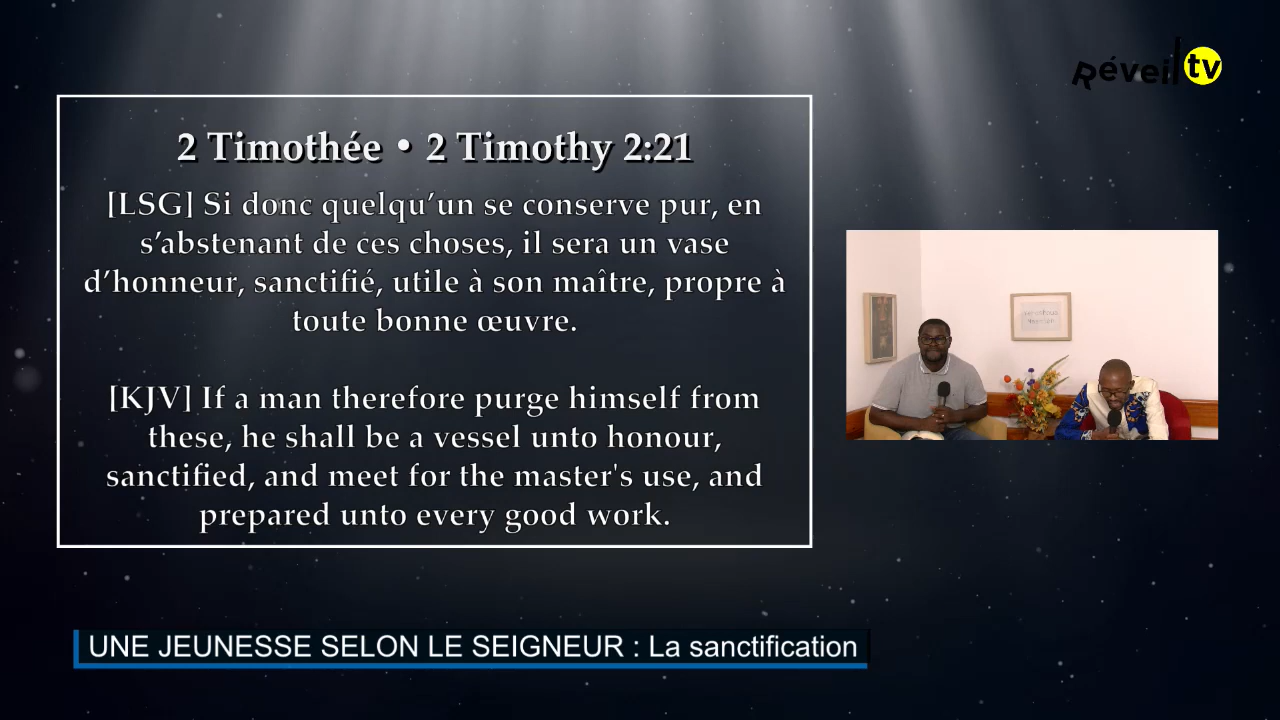 Réveil tv
2 Timothée • 2 Timothy 2:21
[LSG] Si donc quelqu’un se conserve pur, en
s’abstenant de ces choses, il sera un vase
d’honneur, sanctifié, utile à son maître, propre à
toute bonne œuvre.
[KJV] If a man therefore purge himself from
these, he shall be a vessel unto honour,
sanctified, and meet for the master's use, and
prepared unto every good work.
UNE JEUNESSE SELON LE SEIGNEUR : La sanctification